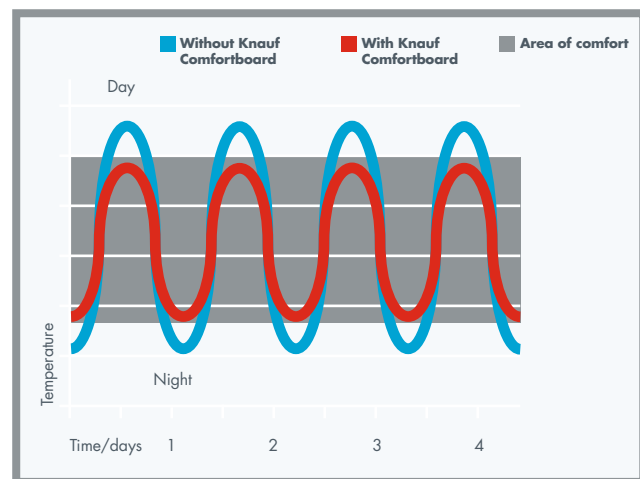 Without Knauf
Comfortboard
With Knauf
Comfortboard
Area of comfort
Day
Temperature
Night
Time/days 1 2 3 4